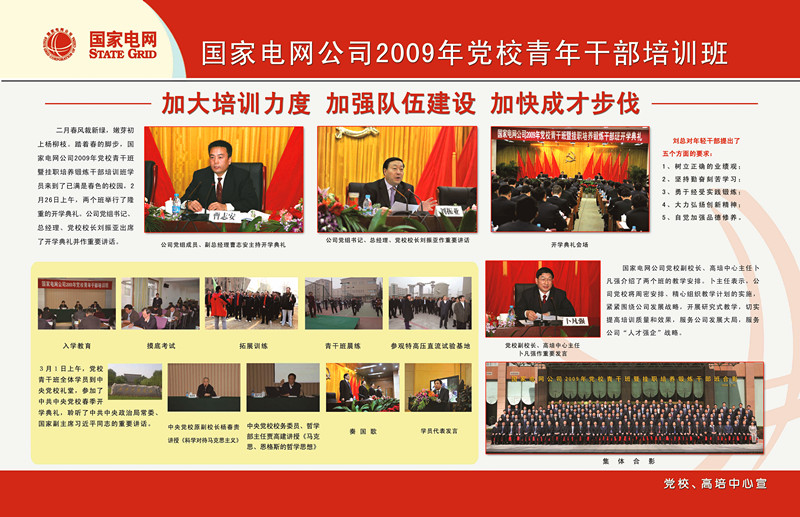 国家电网
STATE GRID
国家电网公司2009年党校青年干部培训班
加大培训力度 加强队伍建设 加快成才步伐
二月春风裁新绿，嫩芽初
上杨柳枝。踏着春的脚步，国
家电网公司2009年党校青干班
暨挂职培养锻炼干部培训班学
员来到了已满是春色的校园。2
月26日上午，两个班举行了隆
重的开学典礼。公司党组书记、
总经理、党校校长刘振亚出席
了开学典礼并作重要讲话。
曹志安
公司党组成员、副总经理曹志安主持开学典礼
刘振亚
公司党组书记、总经理、党校校长刘振亚作重要讲话
国家电网公司2009年党校青干班暨挂职培养锻炼干部班开学典礼
开学典礼会场
刘总对年轻干部提出了
五个方面的要求：
1、树立正确的业绩观；
2、坚持勤奋刻苦学习；
3、勇于经受实践锻炼；
4、大力弘扬创新精神；
5、自觉加强品德修养。
国家电网公司2009年党校青年干部培训班
入学教育
摸底考试
拓展训练
青干班晨练
参观特高压直流试验基地
3月1日上午，党校
青干班全体学员到中
央党校礼堂，参加了
中共中央党校春季开
学典礼，聆听了中共中央政治局常委、
国家副主席习近平同志的重要讲话。
中央党校原副校长杨春贵
讲授《科学对待马克思主义》
中央党校校务委员、哲学
部主任贾高建讲授《马克
思、恩格斯的哲学思想》
秦国歌
学员代表发言
卜凡强
党校副校长、高培中心主任
卜凡强作重要发言
国家电网公司党校副校长、高培中心主任卜
凡强介绍了两个班的教学安排。卜主任表示，公
司党校将周密安排，精心组织教学计划的实施，
紧紧围绕公司发展战略，开展研究式教学，切实
提高培训质量和效果，服务公司发展大局，服务
公司“人才强企”战略。
国家电网公司2009年党校青干班暨挂职培养锻炼干部班合影
集体合影
党校、高培中心宣